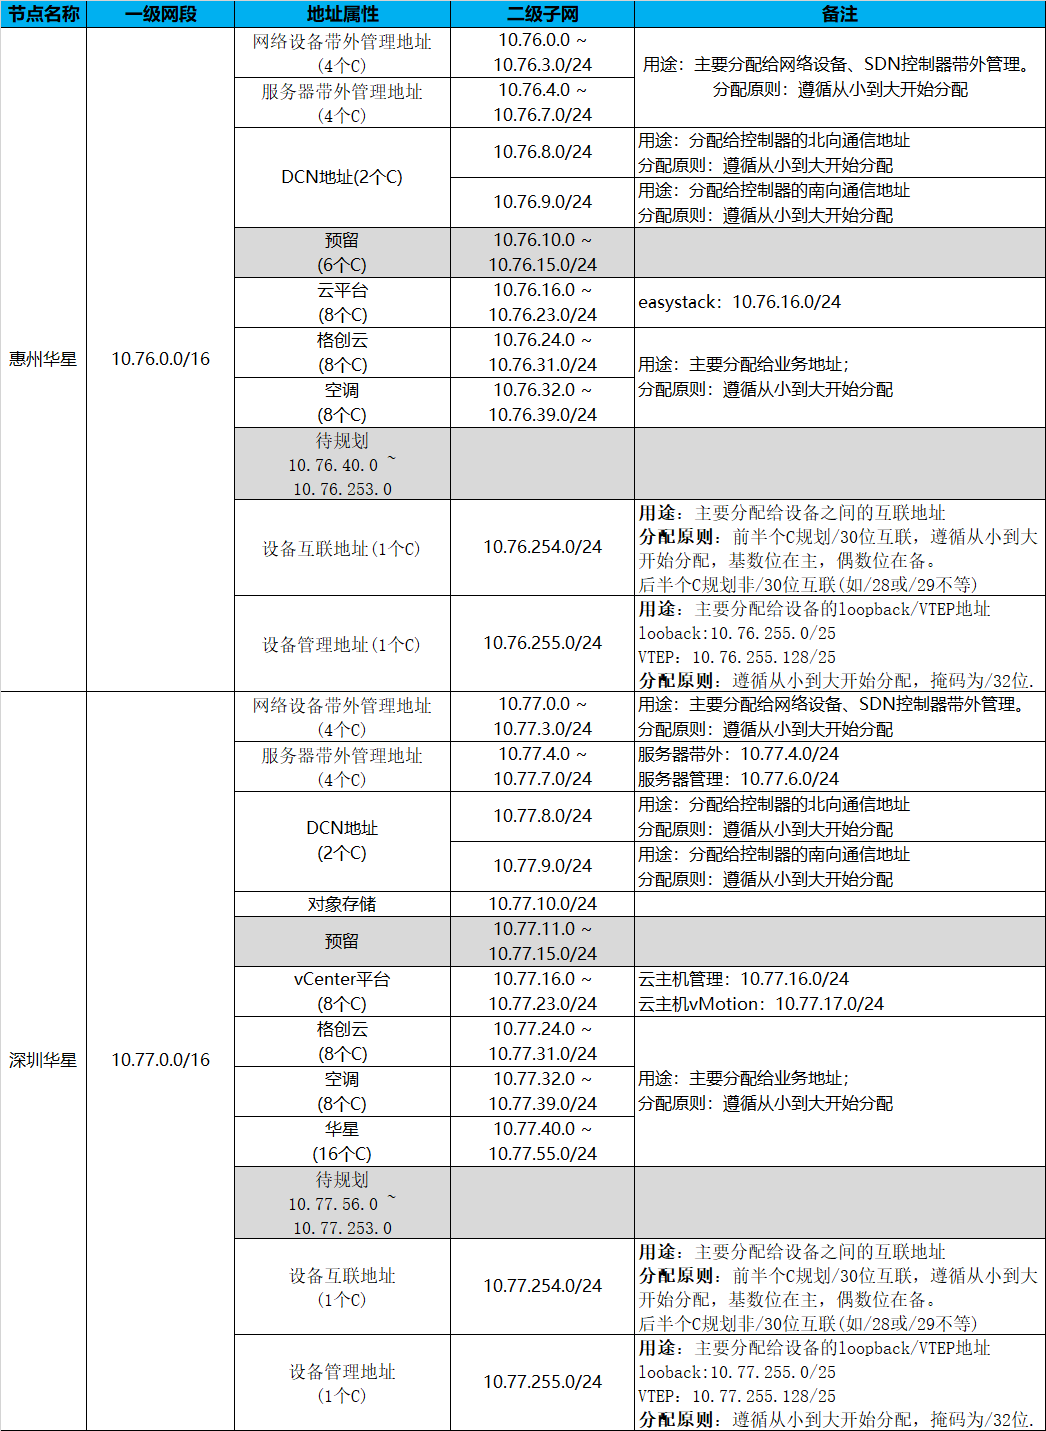 节点名称 一级网段 地址属性 二级子网 备注
惠州华星 10.76.0.0/16
网络设备带外管理地址
(4个C)
10.76.0.0 ~
10.76.3.0/24
用途：主要分配给网络设备、SDN控制器带外管理。
分配原则：遵循从小到大开始分配
服务器带外管理地址
(4个C)
10.76.4.0 ~
10.76.7.0/24
DCN地址(2个C)
10.76.8.0/24
用途：分配给控制器的北向通信地址
分配原则：遵循从小到大开始分配
10.76.9.0/24
用途：分配给控制器的南向通信地址
分配原则：遵循从小到大开始分配
预留
(6个C)
10.76.10.0 ~
10.76.15.0/24
云平台
(8个C)
10.76.16.0 ~
10.76.23.0/24
easystack：10.76.16.0/24
格创云
(8个C)
10.76.24.0 ~
10.76.31.0/24
用途：主要分配给业务地址；
分配原则：遵循从小到大开始分配
空调
(8个C)
10.76.32.0 ~
10.76.39.0/24
待规划
10.76.40.0 ~
10.76.253.0
设备互联地址(1个C)
10.76.254.0/24
用途：主要分配给设备之间的互联地址
分配原则：前半个C规划/30位互联，遵循从小到大
开始分配，基数位在主，偶数位在备。
后半个C规划非/30位互联(如/28或/29不等)
设备管理地址(1个C)
10.76.255.0/24
用途：主要分配给设备的loopback/VTEP地址
looback:10.76.255.0/25
VTEP：10.76.255.128/25
分配原则：遵循从小到大开始分配，掩码为/32位.
深圳华星 10.77.0.0/16
网络设备带外管理地址
(4个C)
10.77.0.0 ~
10.77.3.0/24
用途：主要分配给网络设备、SDN控制器带外管理。
分配原则：遵循从小到大开始分配
服务器带外管理地址
(4个C)
10.77.4.0 ~
10.77.7.0/24
服务器带外：10.77.4.0/24
服务器管理：10.77.6.0/24
DCN地址
(2个C)
10.77.8.0/24
用途：分配给控制器的北向通信地址
分配原则：遵循从小到大开始分配
10.77.9.0/24
用途：分配给控制器的南向通信地址
分配原则：遵循从小到大开始分配
对象存储
10.77.10.0/24
预留
10.77.11.0 ~
10.77.15.0/24
vCenter平台
(8个C)
10.77.16.0 ~
10.77.23.0/24
云主机管理：10.77.16.0/24
云主机vMotion：10.77.17.0/24
格创云
(8个C)
10.77.24.0 ~
10.77.31.0/24
用途：主要分配给业务地址；
分配原则：遵循从小到大开始分配
空调
(8个C)
10.77.32.0 ~
10.77.39.0/24
华星
(16个C)
10.77.40.0 ~
10.77.55.0/24
待规划
10.77.56.0 ~
10.77.253.0
设备互联地址
(1个C)
10.77.254.0/24
用途：主要分配给设备之间的互联地址
分配原则：前半个C规划/30位互联，遵循从小到大
开始分配，基数位在主，偶数位在备。
后半个C规划非/30位互联(如/28或/29不等)
设备管理地址
(1个C)
10.77.255.0/24
用途：主要分配给设备的loopback/VTEP地址
looback:10.77.255.0/25
VTEP：10.77.255.128/25
分配原则：遵循从小到大开始分配，掩码为/32位.